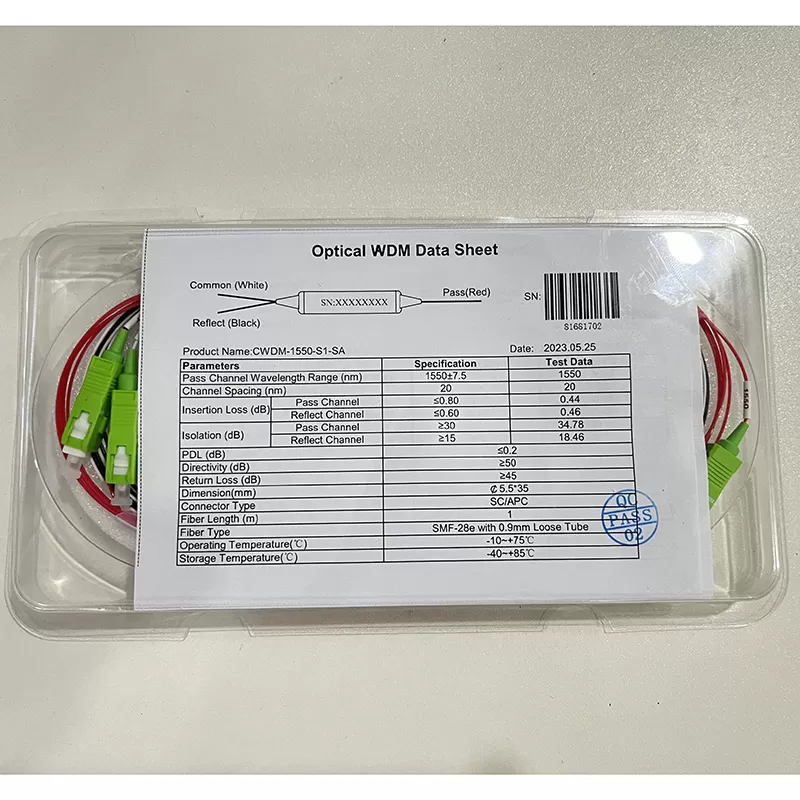 Optical WDM Data Sheet
Common (White)
SN:XXXXXXXX
Pass(Red)
Reflect (Black)
SN:
S16S1702
Product Name:CWDM-1550-S1-SA Date: 2023.05.25
Parameters Specification Test Data
Pass Channel Wavelength Range (nm) 1550±7.5 1550
Channel Spacing (nm) 20 20
Insertion Loss (dB) Pass Channel ≤0.80 0.44
Reflect Channel ≤0.60 0.46
Isolation (dB) Pass Channel ≥30 34.78
Reflect Channel ≥15 18.46
PDL (dB) ≤0.2
Directivity (dB) ≥50
Return Loss (dB) ≥45
Dimension(mm) ₡ 5.5*35
Connector Type SC/APC
Fiber Length (m) 1
Fiber Type SMF-28e with 0.9mm Loose Tube
Operating Temperature(℃) -10~+75℃
Storage Temperature(℃) -40~+85℃
QC
PASS
02
1550